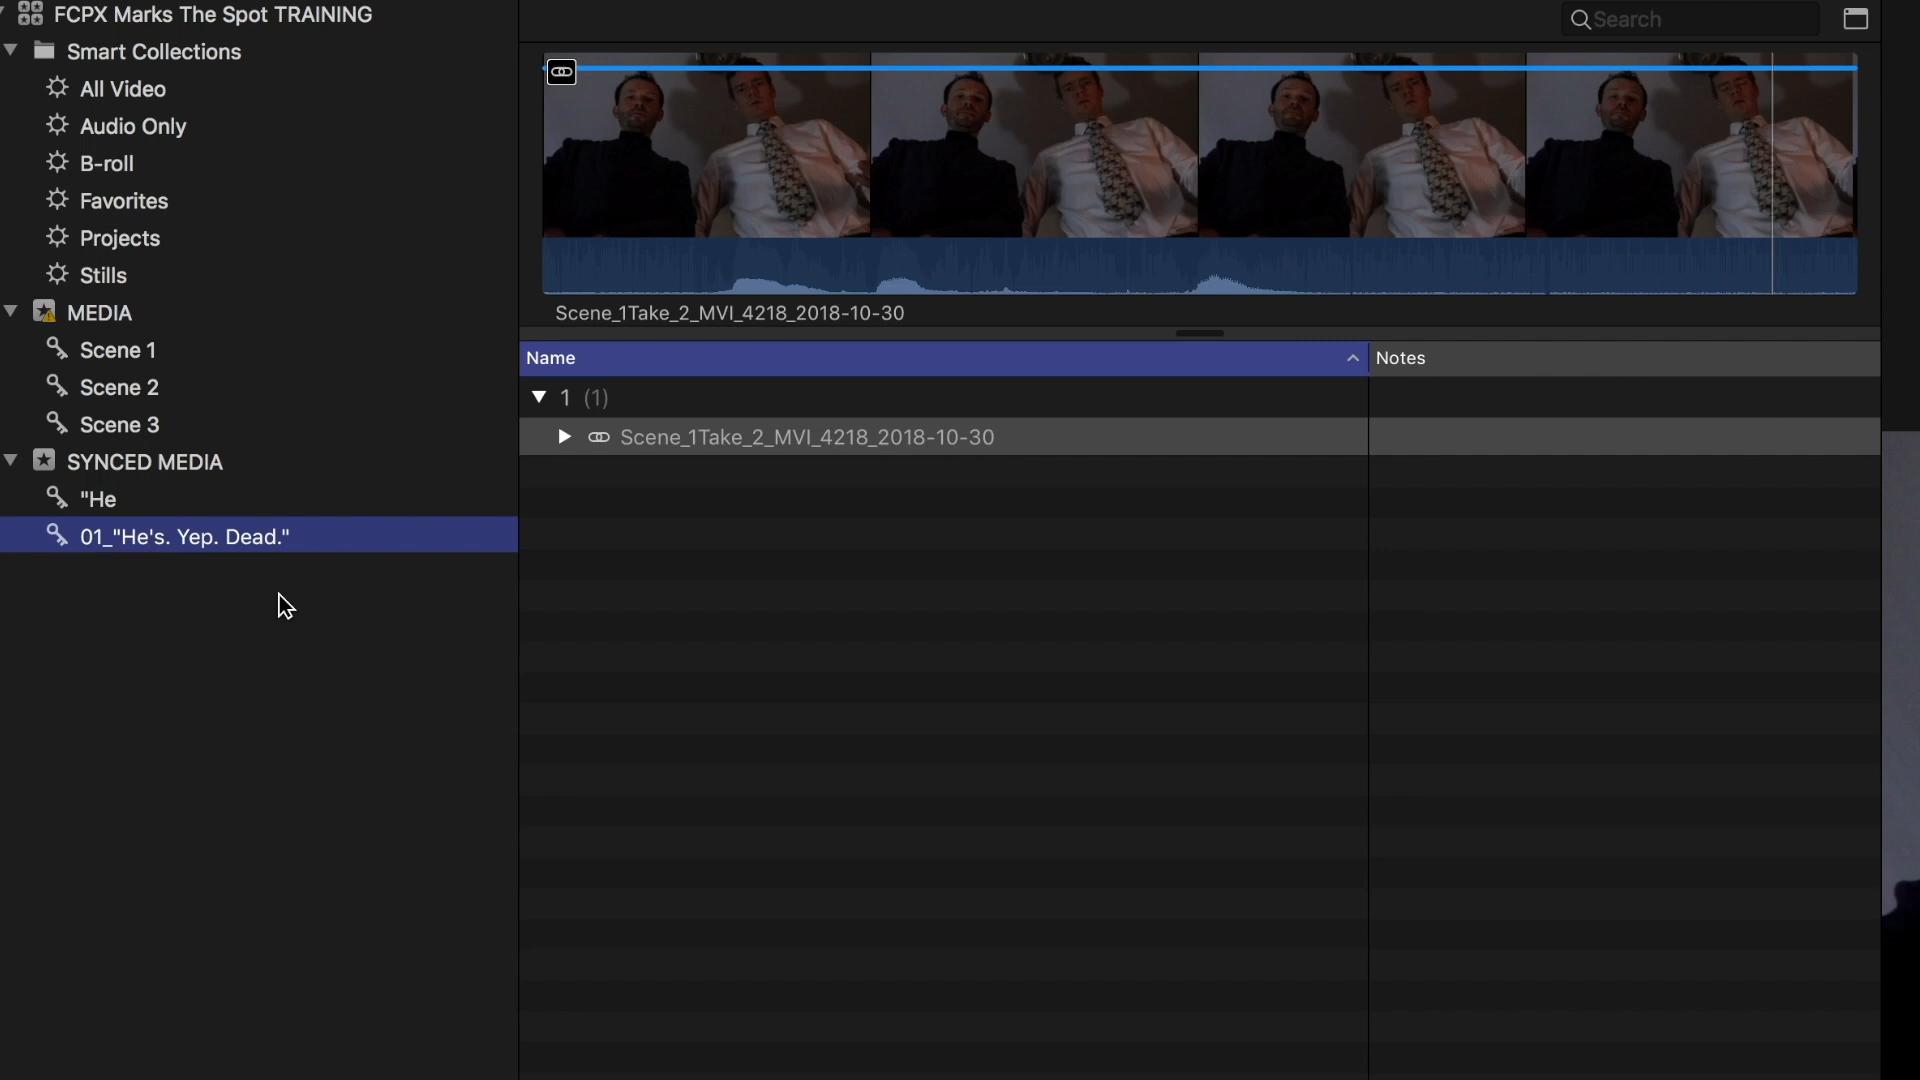 FCPX Marks The Spot TRAINING
Smart Collections
All Video
Audio Only
B-roll
Favorites
Projects
Stills
MEDIA
Scene 1
Scene 2
Scene 3
SYNCED MEDIA
"He
01_"He's. Yep. Dead."
Search
Scene_1Take_2_MVI_4218_2018-10-30
Name
Notes
1 (1)
Scene_1Take_2_MVI_4218_2018-10-30